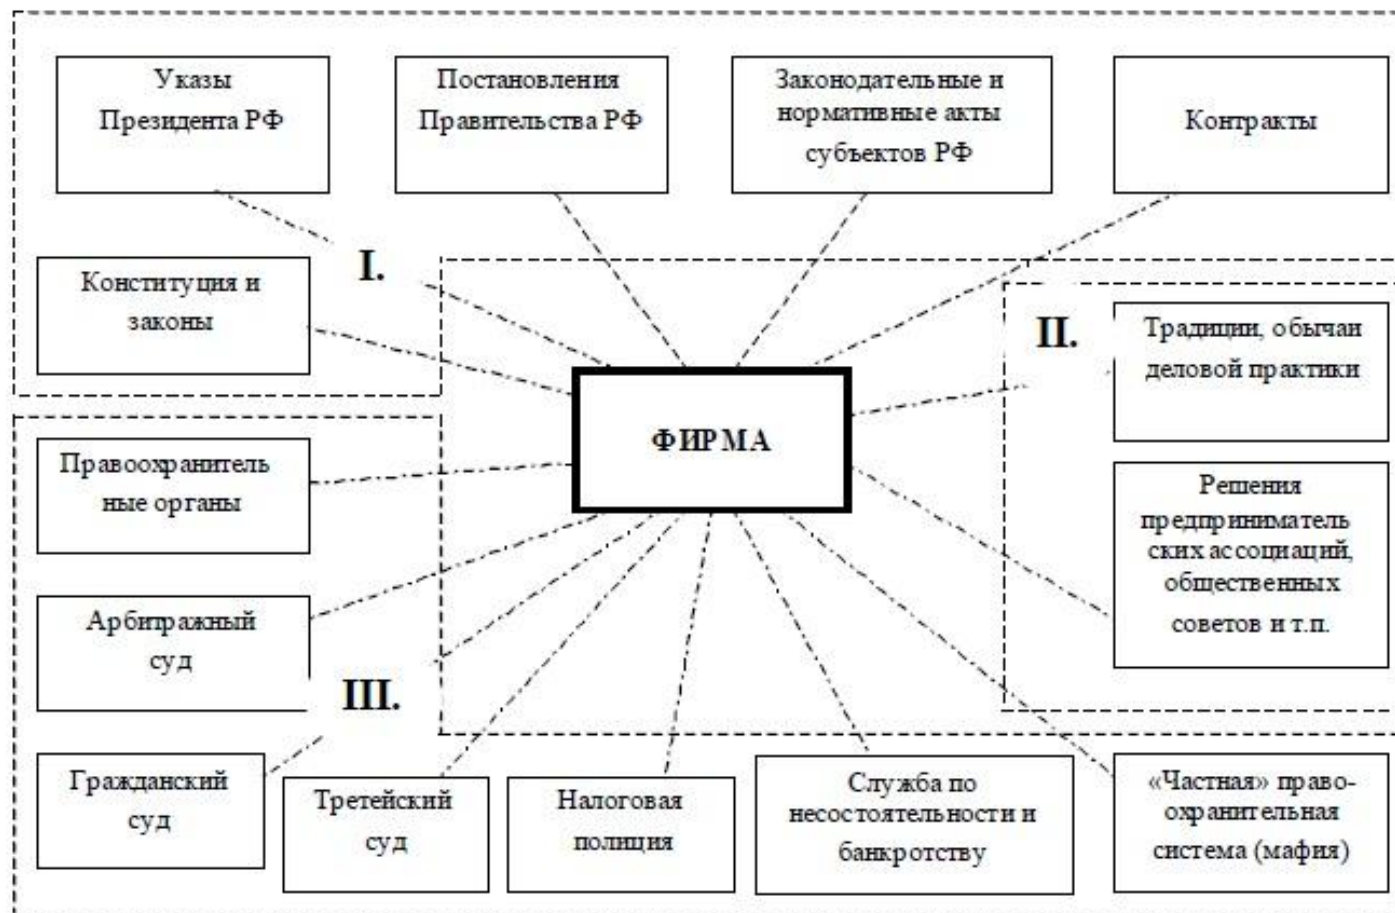 Указы
Президента РФ
Постановления
Правительства РФ
Законодательные и
нормативные акты
субъектов РФ
Контракты
I.
Конституция и
законы
II.
Традиции, обычаи
деловой практики
ФИРМА
Правоохранитель
ные органы
Решения
предприниматель
ских ассоциаций,
общественных
советов и т.п.
Арбитражный
суд
III.
Гражданский
суд
Третейский
суд
Налоговая
полиция
Служба по
несостоятельности и
банкротству
«Частная» право-
охранительная
система (мафия)